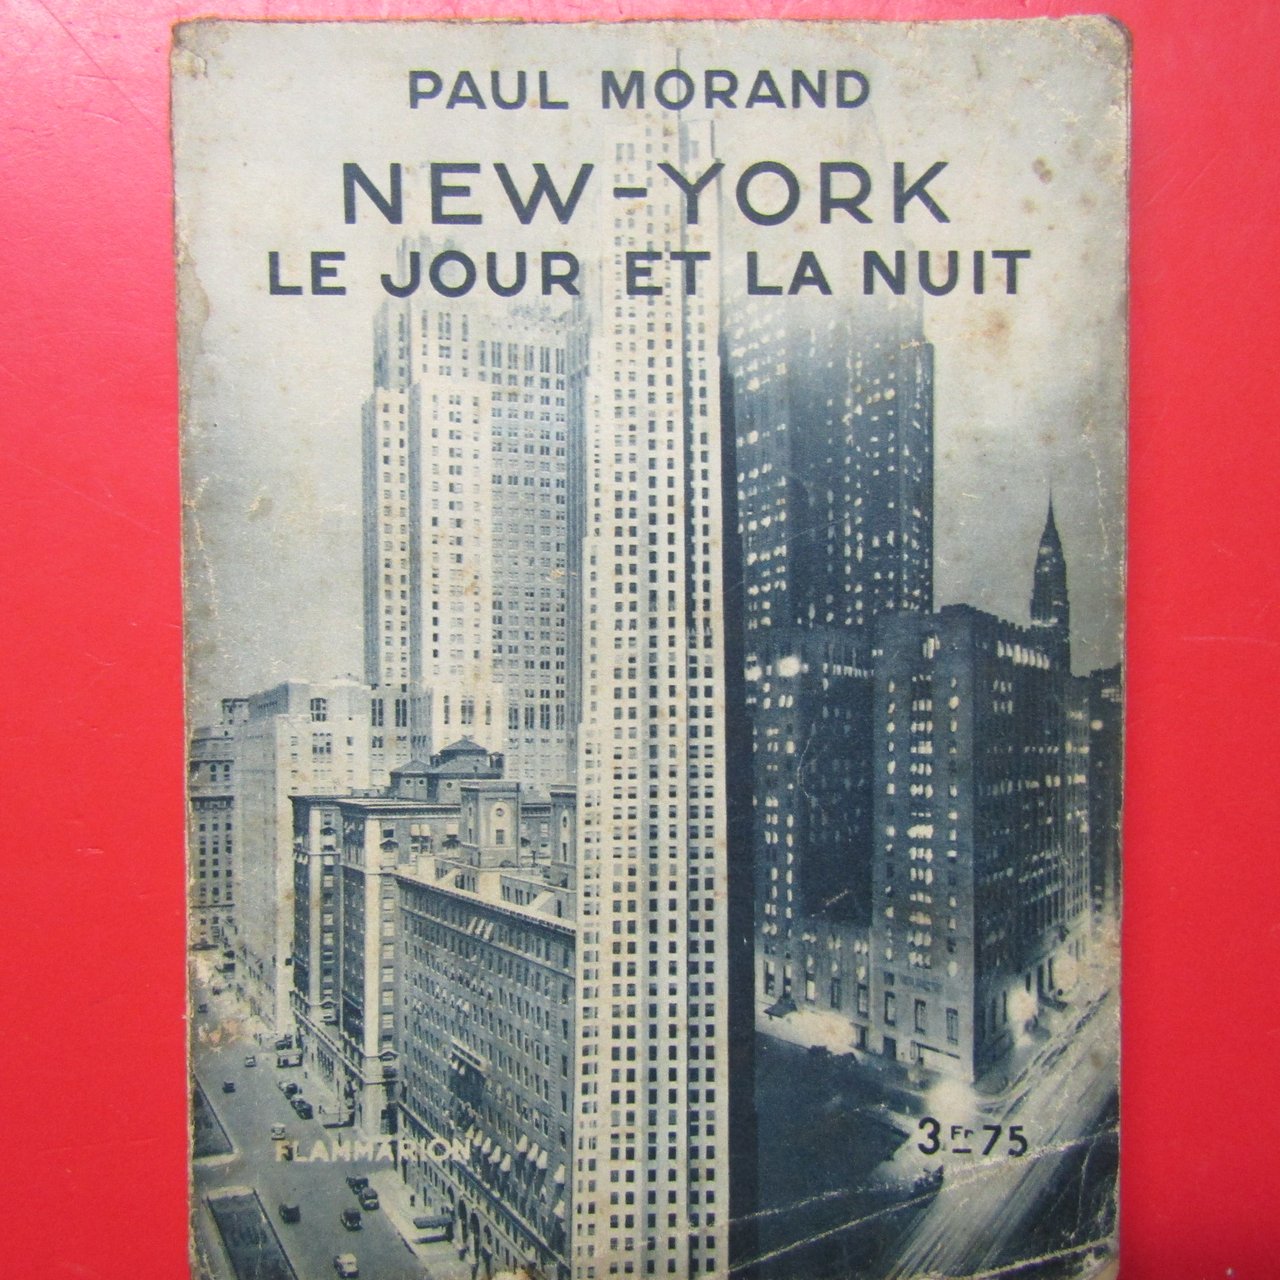 PAUL MORAND
NEW-YORK
LE JOUR ET LA NUIT
FLAMMARION
3 Fr 75